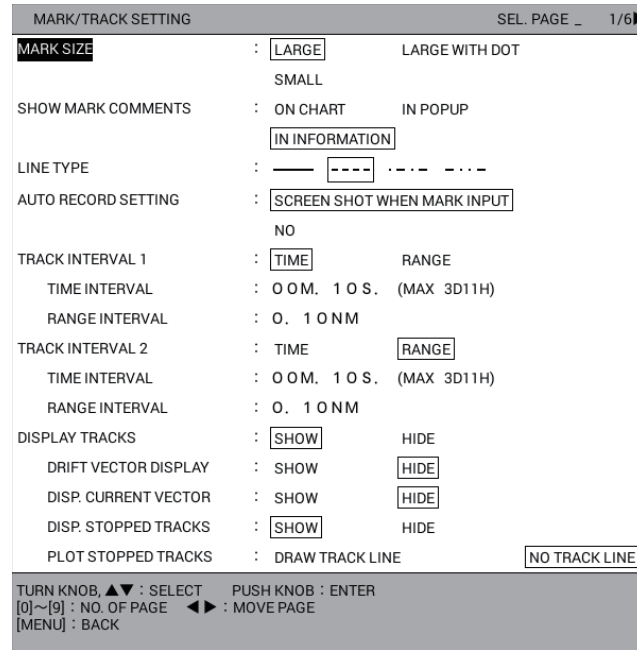 MARK/TRACK SETTING SEL. PAGE _ 1/6▶
MARK SIZE : LARGE LARGE WITH DOT
SMALL
SHOW MARK COMMENTS : ON CHART IN POPUP
IN INFORMATION
LINE TYPE :
AUTO RECORD SETTING : SCREEN SHOT WHEN MARK INPUT
NO
TRACK INTERVAL 1 : TIME RANGE
TIME INTERVAL : 00M. 10S. (MAX 3D11H)
RANGE INTERVAL : 0. 10NM
TRACK INTERVAL 2 : TIME RANGE
TIME INTERVAL : 00M. 10S. (MAX 3D11H)
RANGE INTERVAL : 0. 10NM
DISPLAY TRACKS : SHOW HIDE
DRIFT VECTOR DISPLAY : SHOW HIDE
DISP. CURRENT VECTOR : SHOW HIDE
DISP. STOPPED TRACKS : SHOW HIDE
PLOT STOPPED TRACKS : DRAW TRACK LINE NO TRACK LINE
TURN KNOB, ▲▼ : SELECT PUSH KNOB : ENTER
[0]~[9] : NO. OF PAGE ◀ ▶ : MOVE PAGE
[MENU] : BACK